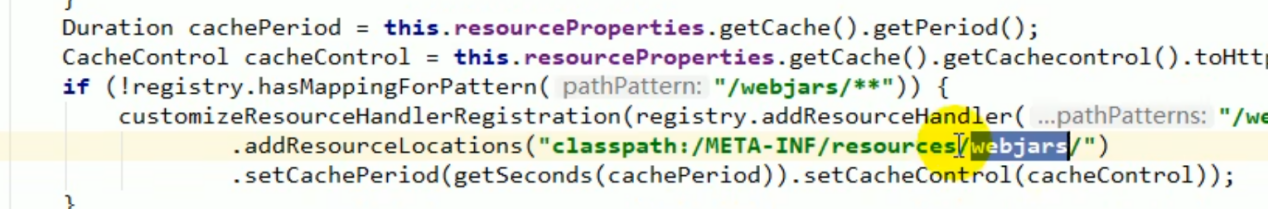 }
Duration cachePeriod = this.resourceProperties.getCache().getPeriod();
CacheControl cacheControl = this.resourceProperties.getCache().getCachecontrol().toHttp
if (!registry.hasMappingForPattern( pathPattern: "/webjars/**")) {
customizeResourceHandlerRegistration(registry.addResourceHandler( ...pathPatterns: "/we
.addResourceLocations("classpath:/META-INF/resources/webjars/")
.setCachePeriod(getSeconds(cachePeriod)).setCacheControl(cacheControl));
}